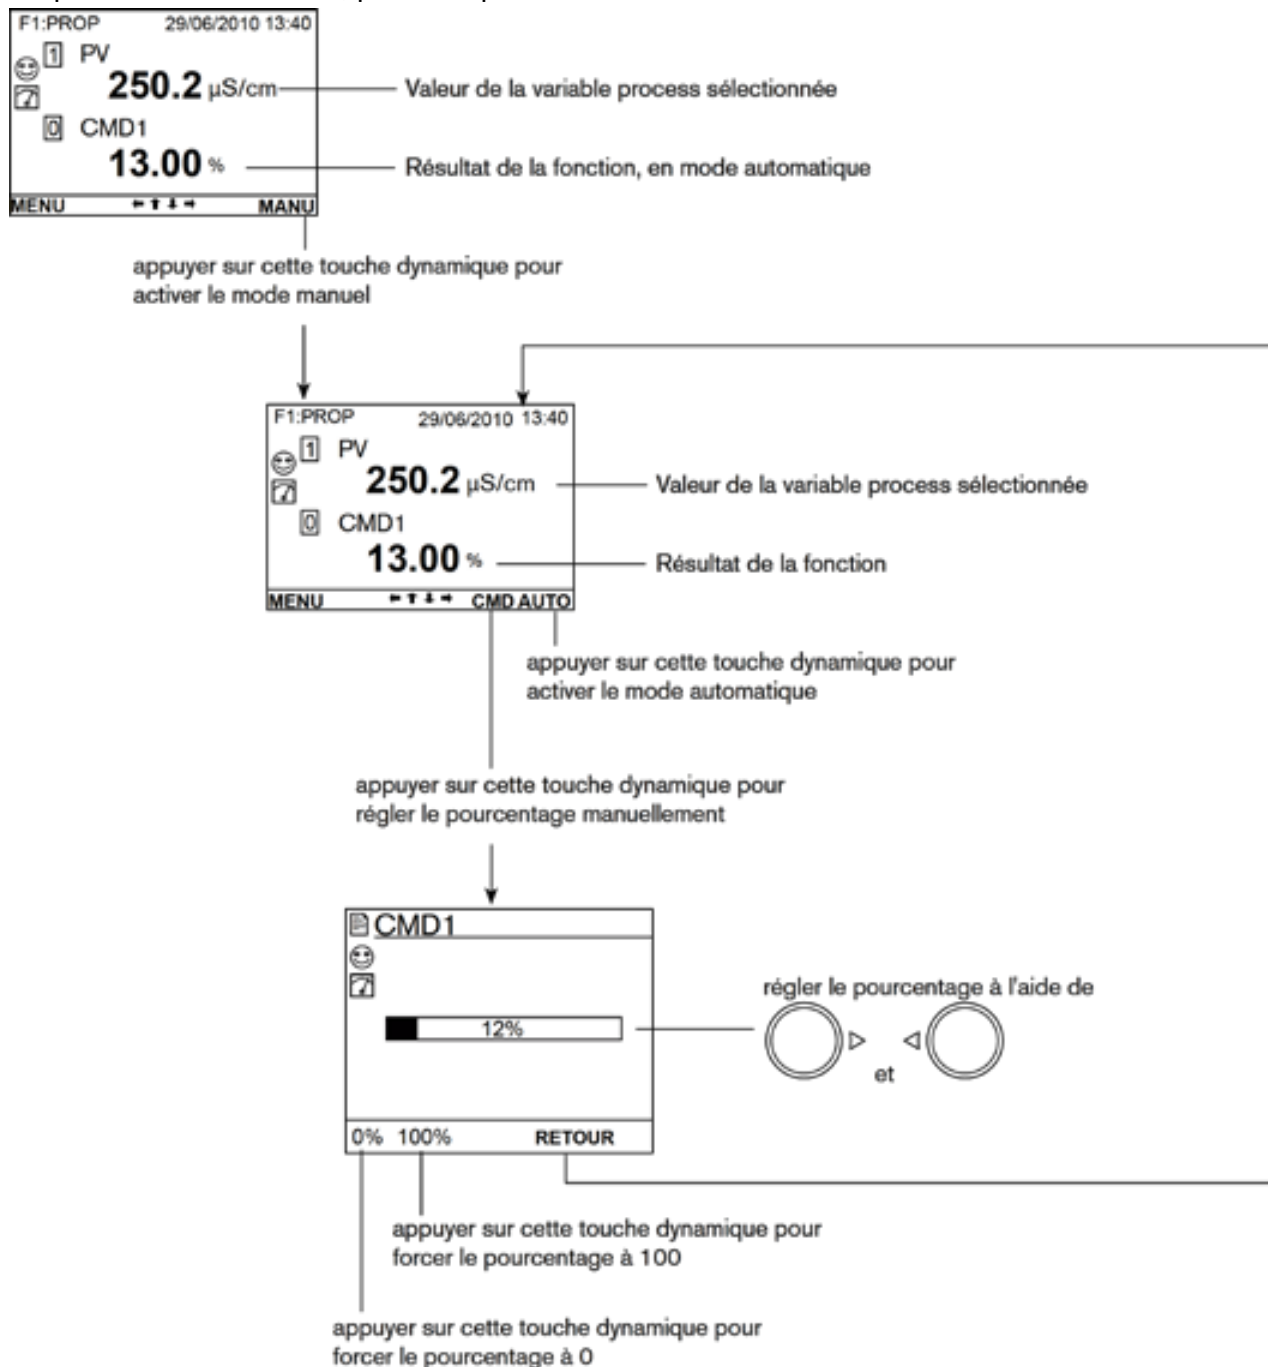 F1:PROP 29/06/2010 13:40
1 PV
250.2 µS/cm
Valeur de la variable process sélectionnée
0 CMD1
13.00 %
Résultat de la fonction, en mode automatique
MENU MANU
appuyer sur cette touche dynamique pour
activer le mode manuel
F1:PROP 29/06/2010 13:40
1 PV
250.2 µS/cm
Valeur de la variable process sélectionnée
0 CMD1
13.00 %
Résultat de la fonction
MENU CMD AUTO
appuyer sur cette touche dynamique pour
activer le mode automatique
appuyer sur cette touche dynamique pour
régler le pourcentage manuellement
CMD1
12%
régler le pourcentage à l'aide de
et
0% 100% RETOUR
appuyer sur cette touche dynamique pour
forcer le pourcentage à 100
appuyer sur cette touche dynamique pour
forcer le pourcentage à 0